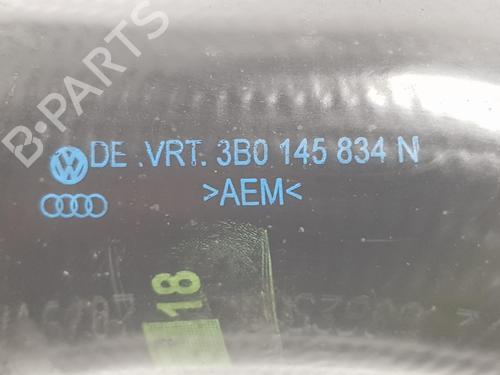 B-PARTS
DE .VRT. 3B0 145 834 N
>AEM<
18